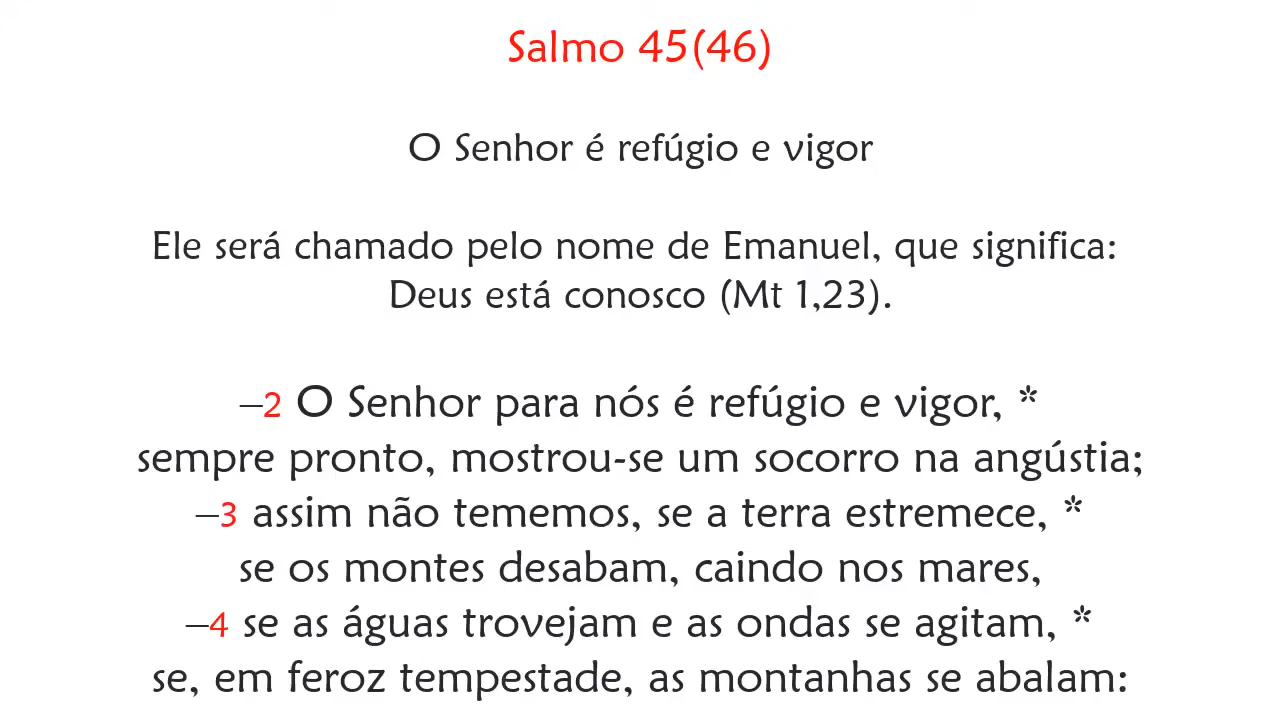 Salmo 45(46)
O Senhor é refúgio e vigor
Ele será chamado pelo nome de Emanuel, que significa:
Deus está conosco (Mt 1,23).
–2 O Senhor para nós é refúgio e vigor, *
sempre pronto, mostrou-se um socorro na angústia;
–3 assim não tememos, se a terra estremece, *
se os montes desabam, caindo nos mares,
–4 se as águas trovejam e as ondas se agitam, *
se, em feroz tempestade, as montanhas se abalam: